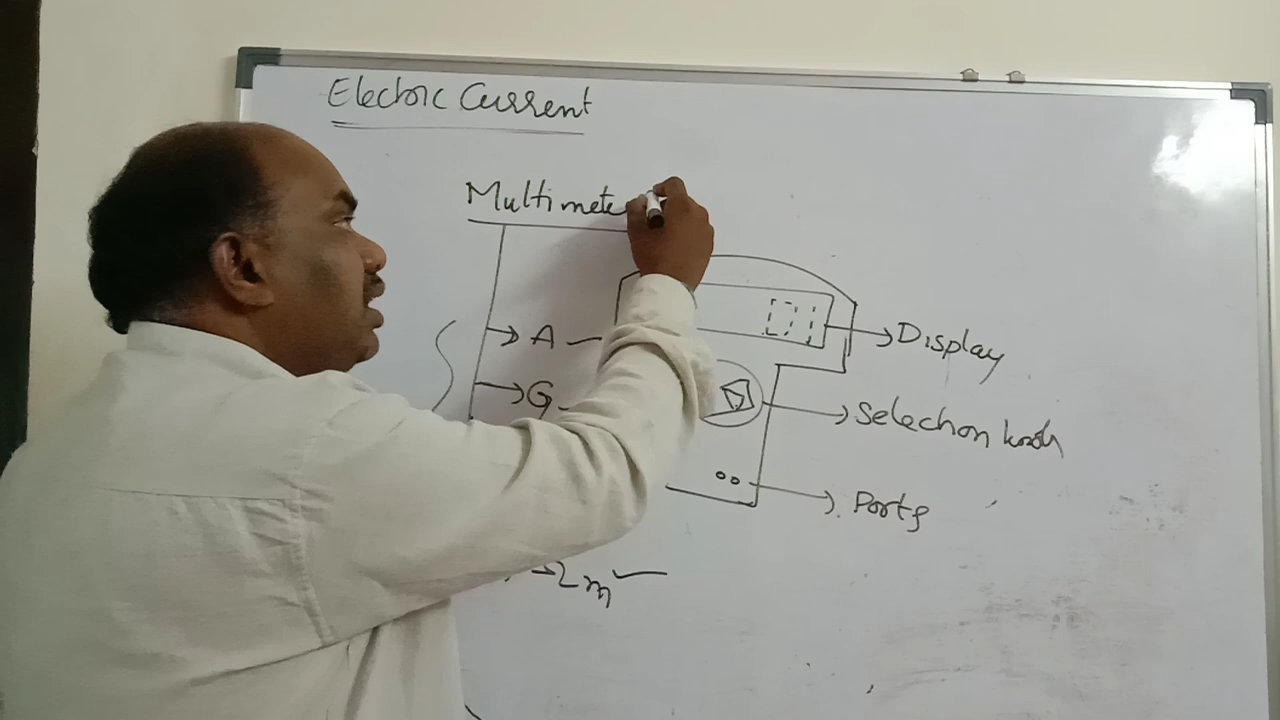 Electric Current
Multimete
A
Display
G
Selection knob
Ports
m